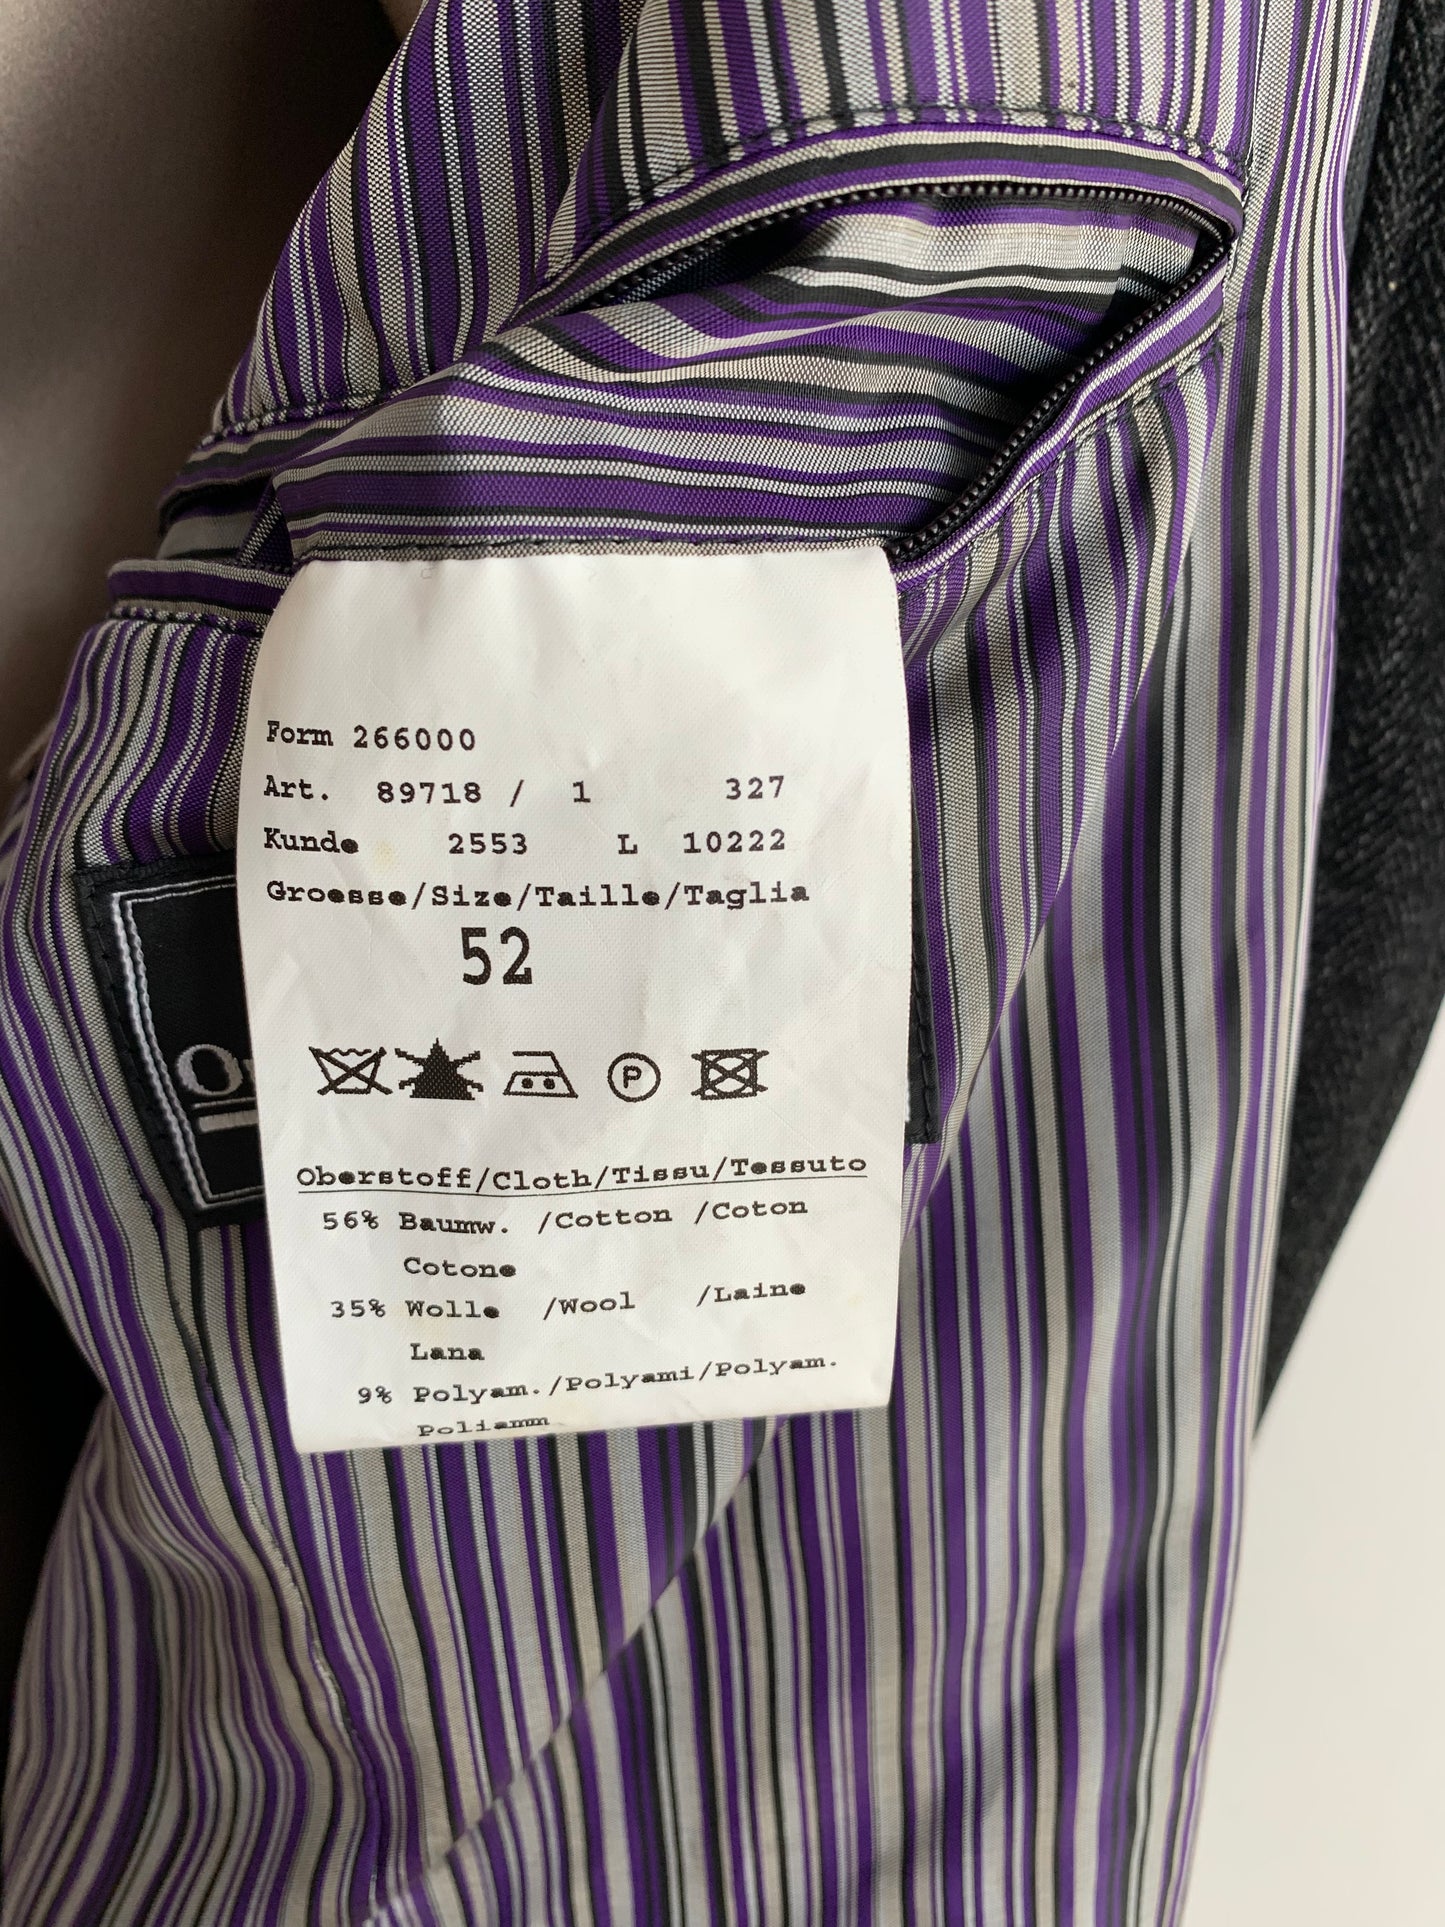 Form 266000
Art. 89718 / 1 327
Kunde 2553 L 10222
Groesse/Size/Taille/Taglia
52
P
Oberstoff/Cloth/Tissu/Tessuto
56% Baumw. /Cotton /Coton
Cotone
35% Wolle /Wool /Laine
Lana
9% Polyam./Polyami/Polyam.
Poliamm